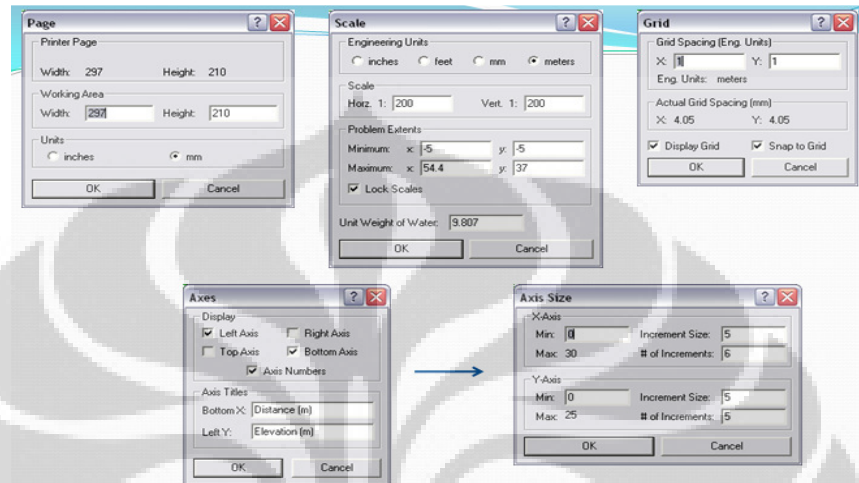 Page
Printer Page
Width: 297 Height: 210
Working Area
Width: 297 Height: 210
Units
inches mm
OK Cancel
Scale
Engineering Units
inches feet mm meters
Scale
Horz. 1: 200 Vert. 1: 200
Problem Extents
Minimum: x: -5 y: -5
Maximum: x: 54.4 y: 37
Lock Scales
Unit Weight of Water: 9.807
OK Cancel
Grid
Grid Spacing (Eng. Units)
X: 1 Y: 1
Eng. Units: meters
Actual Grid Spacing (mm)
X: 4.05 Y: 4.05
Display Grid Snap to Grid
OK Cancel
Axes
Display
Left Axis Right Axis
Top Axis Bottom Axis
Axis Numbers
Axis Titles
Bottom X: Distance (m)
Left Y: Elevation (m)
OK Cancel
Axis Size
X-Axis
Min: 0 Increment Size: 5
Max: 30 # of Increments: 6
Y-Axis
Min: 0 Increment Size: 5
Max: 25 # of Increments: 5
OK Cancel